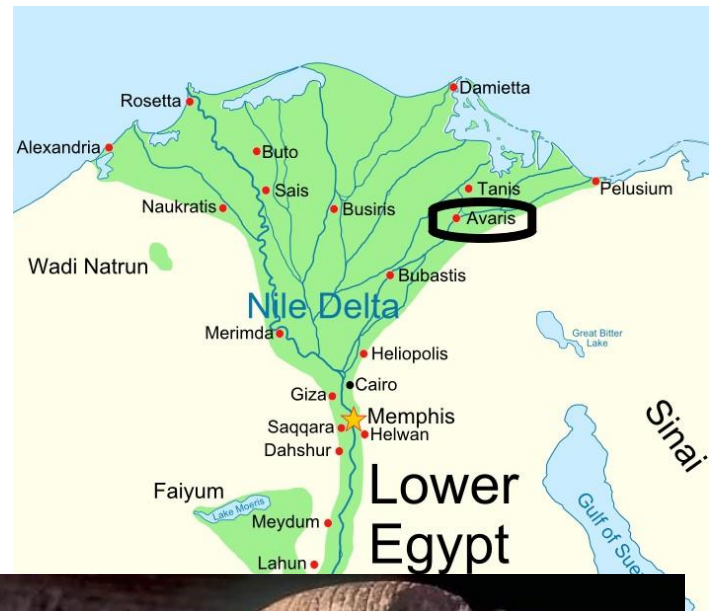 Damietta
Rosetta
Alexandria
Buto
Sais
Tanis
Pelusium
Naukratis
Busiris
Avaris
Wadi Natrun
Bubastis
Nile Delta
Great Bitter
Lake
Merimda
Heliopolis
Cairo
Giza
Memphis
Saqqara
Helwan
Dahshur
Sinai
Lower
Egypt
Faiyum
Lake Moeris
Gulf of Sue
Meydum
Lahun